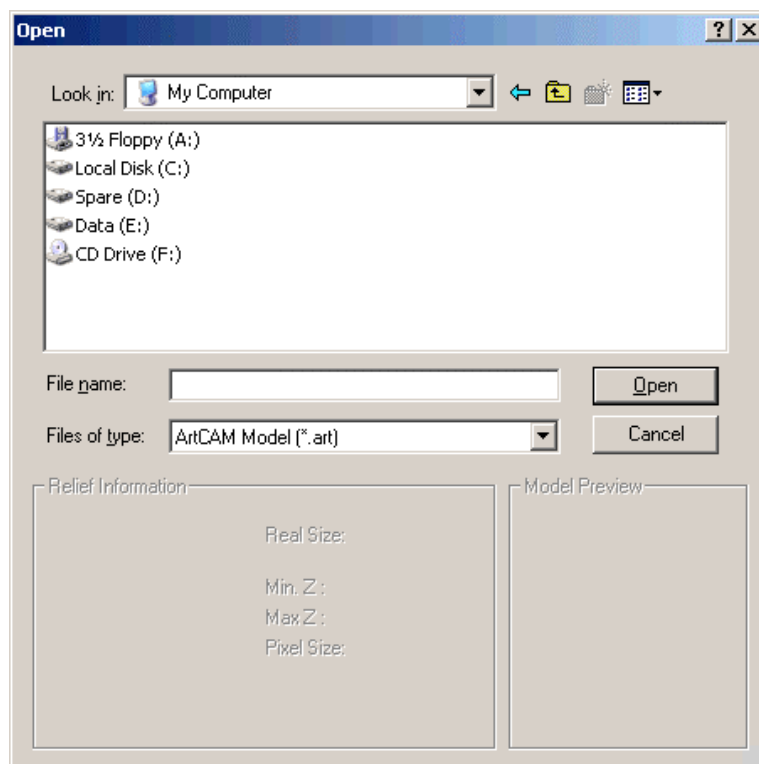 Open
Look in: My Computer
3½ Floppy (A:)
Local Disk (C:)
Spare (D:)
Data (E:)
CD Drive (F:)
File name: Open
Files of type: ArtCAM Model (*.art) Cancel
Relief Information Model Preview
Real Size:
Min. Z :
Max Z :
Pixel Size: